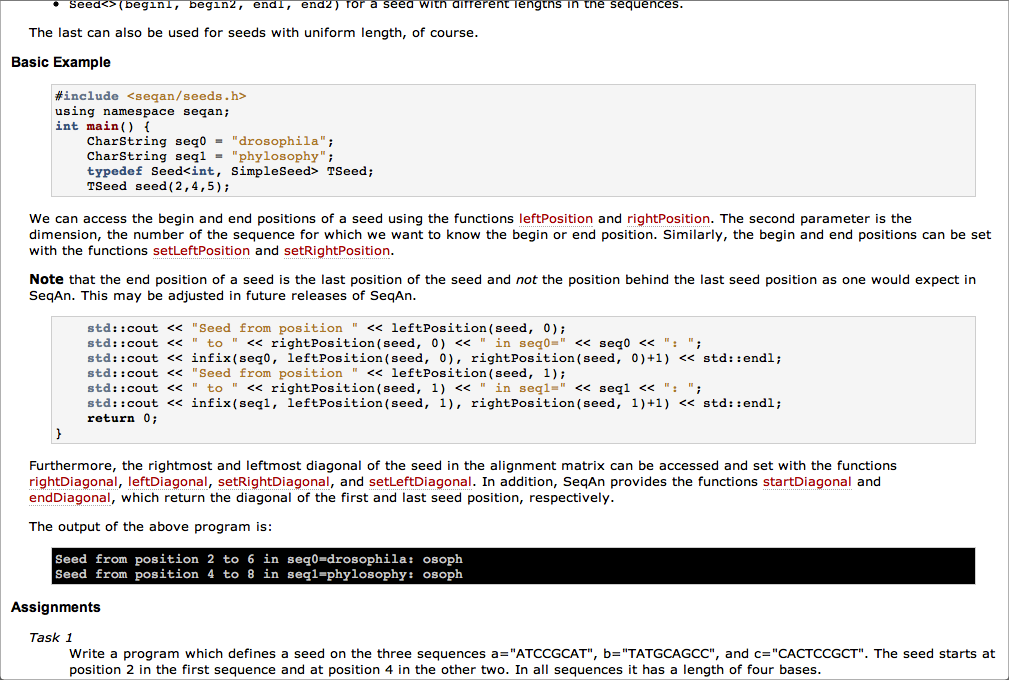 • Seed<>(begin1, begin2, end1, end2) for a seed with different lengths in the sequences.
The last can also be used for seeds with uniform length, of course.
Basic Example
#include <seqan/seeds.h>
using namespace seqan;
int main() {
    CharString seq0 = "drosophila";
    CharString seq1 = "phylosophy";
    typedef Seed<int, SimpleSeed> TSeed;
    TSeed seed(2,4,5);
We can access the begin and end positions of a seed using the functions leftPosition and rightPosition. The second parameter is the
dimension, the number of the sequence for which we want to know the begin or end position. Similarly, the begin and end positions can be set
with the functions setLeftPosition and setRightPosition.
Note that the end position of a seed is the last position of the seed and not the position behind the last seed position as one would expect in
SeqAn. This may be adjusted in future releases of SeqAn.
    std::cout << "Seed from position " << leftPosition(seed, 0);
    std::cout << " to " << rightPosition(seed, 0) << " in seq0=" << seq0 << ": ";
    std::cout << infix(seq0, leftPosition(seed, 0), rightPosition(seed, 0)+1) << std::endl;
    std::cout << "Seed from position " << leftPosition(seed, 1);
    std::cout << " to " << rightPosition(seed, 1) << " in seq1=" << seq1 << ": ";
    std::cout << infix(seq1, leftPosition(seed, 1), rightPosition(seed, 1)+1) << std::endl;
    return 0;
}
Furthermore, the rightmost and leftmost diagonal of the seed in the alignment matrix can be accessed and set with the functions
rightDiagonal, leftDiagonal, setRightDiagonal, and setLeftDiagonal. In addition, SeqAn provides the functions startDiagonal and
endDiagonal, which return the diagonal of the first and last seed position, respectively.
The output of the above program is:
Seed from position 2 to 6 in seq0=drosophila: osoph
Seed from position 4 to 8 in seq1=phylosophy: osoph
Assignments
Task 1
Write a program which defines a seed on the three sequences a="ATCCGCAT", b="TATGCAGCC", and c="CACTCCGCT". The seed starts at
position 2 in the first sequence and at position 4 in the other two. In all sequences it has a length of four bases.